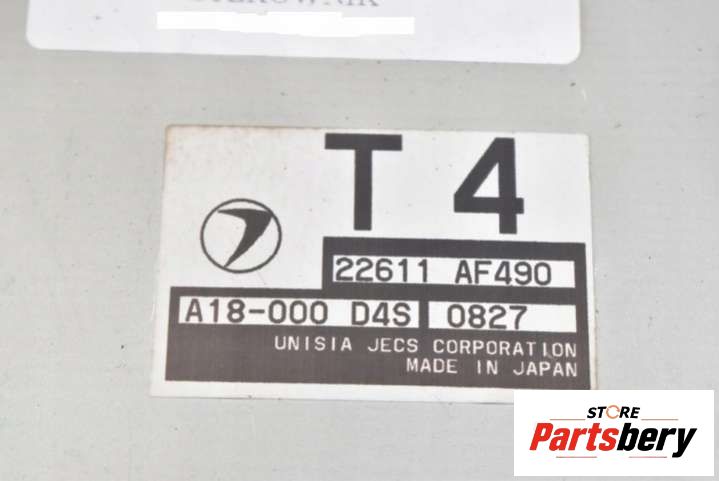 T 4
22611 AF490
A18-000 D4S 0827
UNISIA JECS CORPORATION
MADE IN JAPAN
STORE
Partsbery